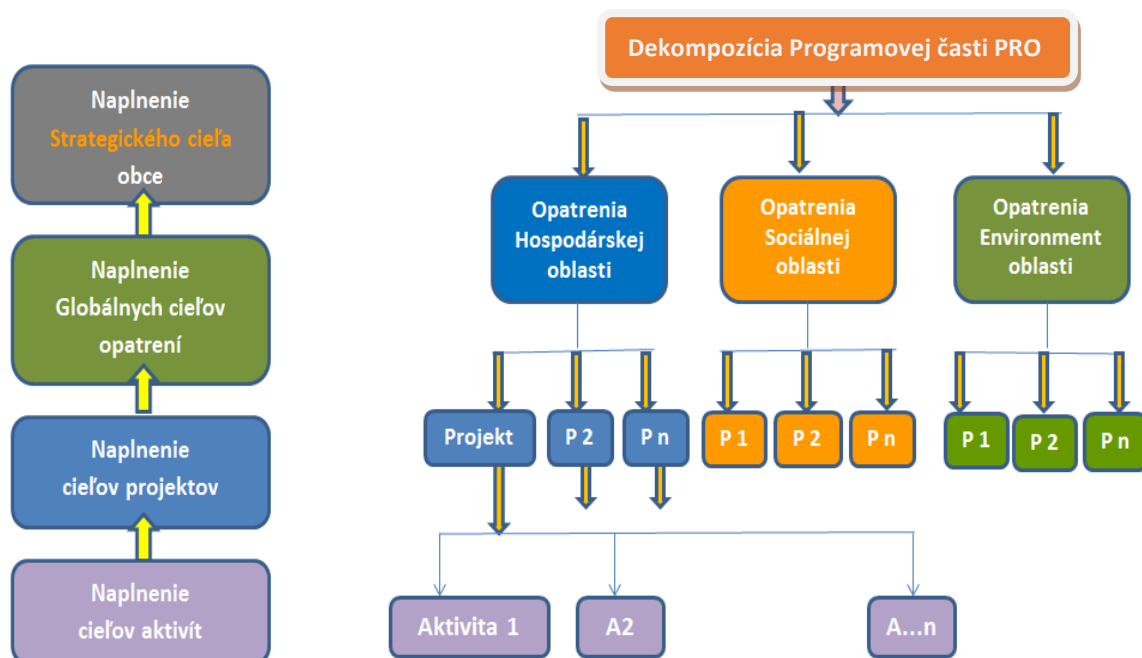 Dekompozícia Programovej časti PRO
Naplnenie
Strategického cieľa
obce
Naplnenie
Globálnych cieľov
opatrení
Naplnenie
cieľov projektov
Naplnenie
cieľov aktivít
Opatrenia
Hospodárskej
oblasti
Opatrenia
Sociálnej
oblasti
Opatrenia
Environment
oblasti
Projekt
P 2
P n
P 1
P 2
P n
P 1
P 2
P n
Aktivita 1
A2
A...n